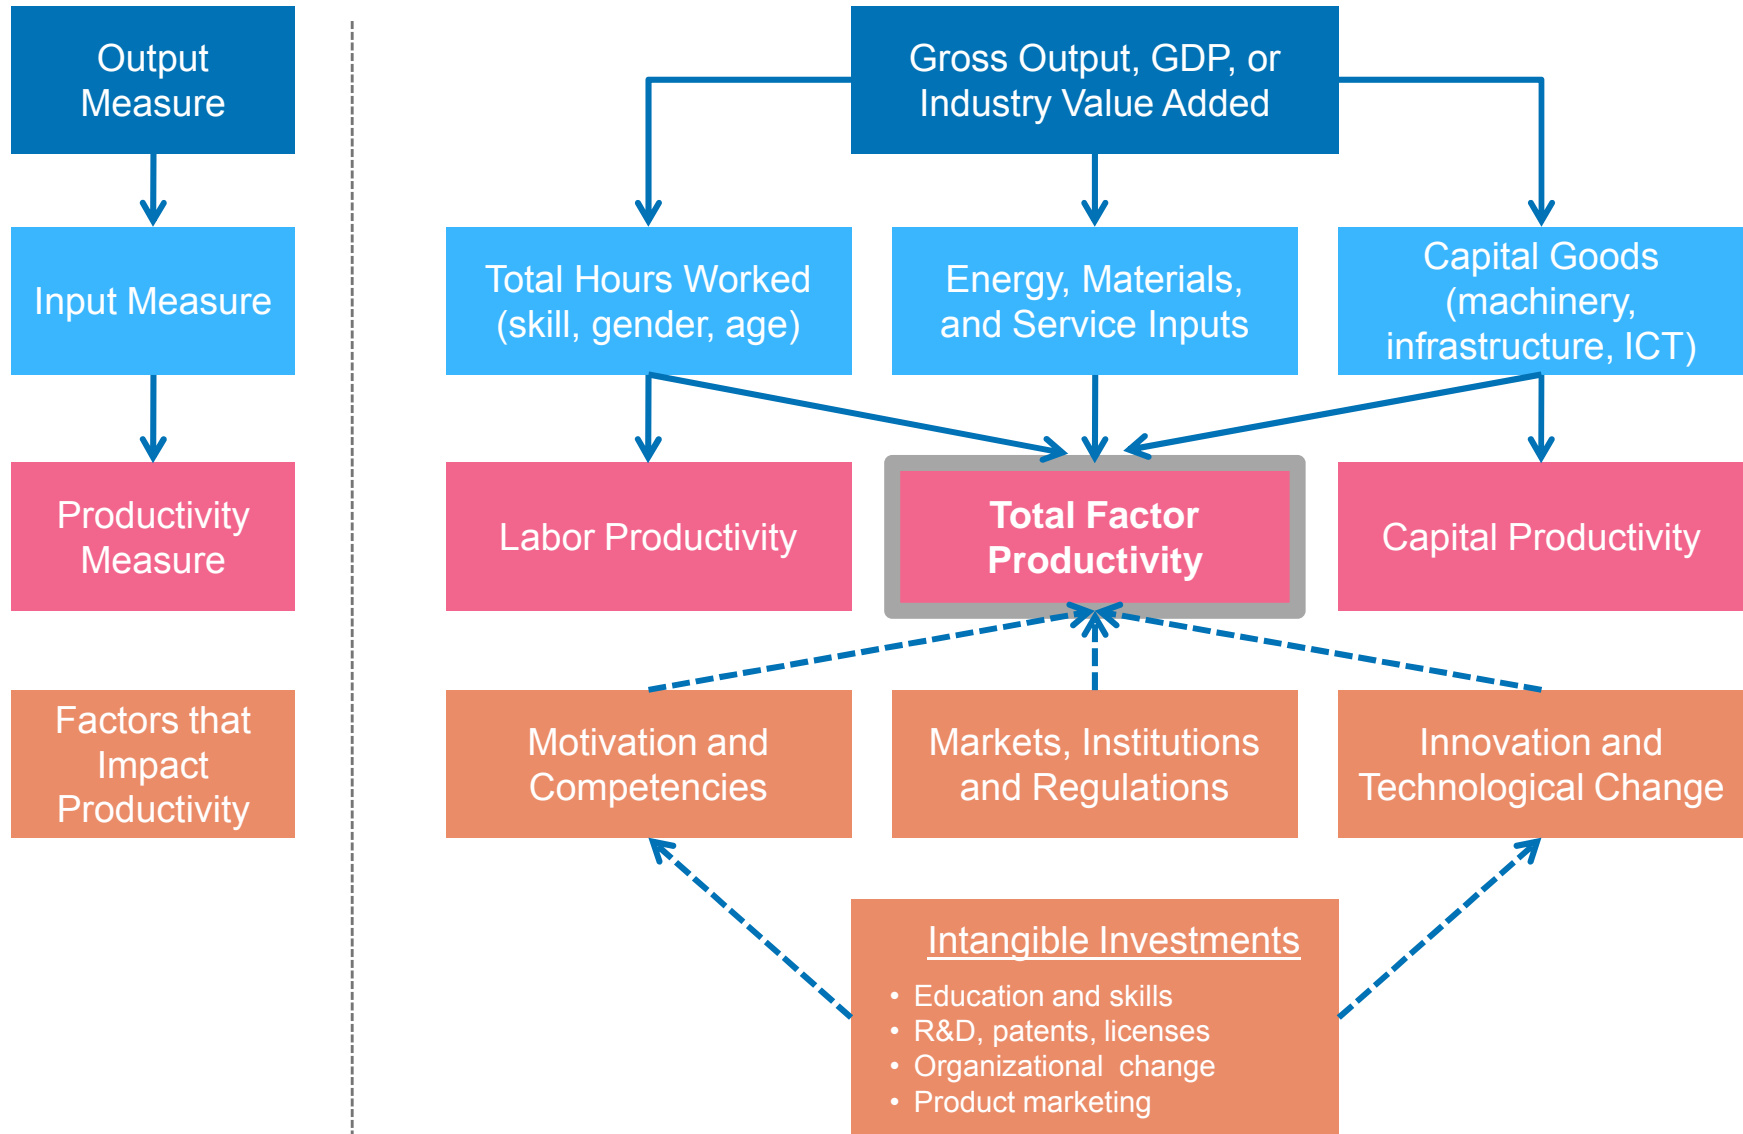 Output
Measure
Gross Output, GDP, or
Industry Value Added
Input Measure
Total Hours Worked
(skill, gender, age)
Energy, Materials,
and Service Inputs
Capital Goods
(machinery,
infrastructure, ICT)
Productivity
Measure
Labor Productivity
Total Factor
Productivity
Capital Productivity
Factors that
Impact
Productivity
Motivation and
Competencies
Markets, Institutions
and Regulations
Innovation and
Technological Change
Intangible Investments
• Education and skills
• R&D, patents, licenses
• Organizational change
• Product marketing